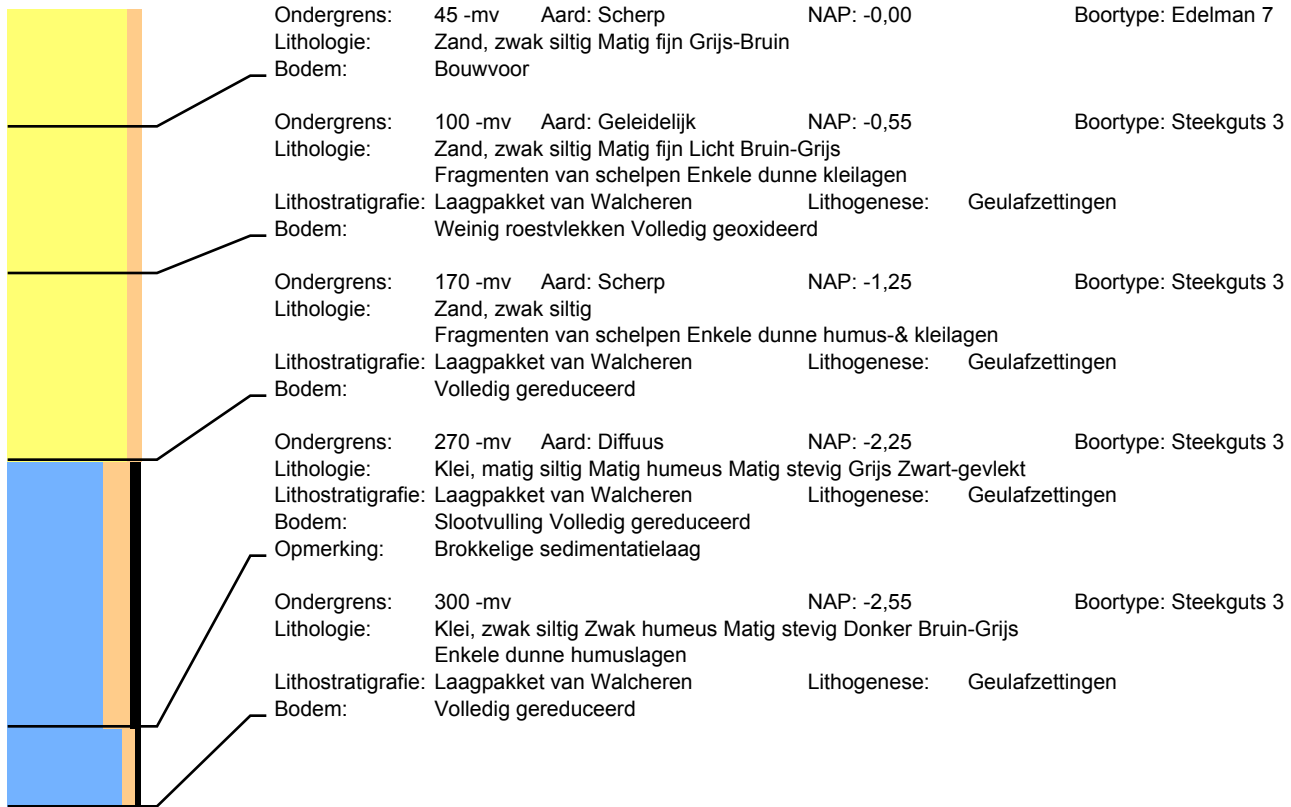 Ondergrens: 45 -mv Aard: Scherp NAP: -0,00 Boortype: Edelman 7
Lithologie: Zand, zwak siltig Matig fijn Grijs-Bruin
Bodem: Bouwvoor
Ondergrens: 100 -mv Aard: Geleidelijk NAP: -0,55 Boortype: Steekguts 3
Lithologie: Zand, zwak siltig Matig fijn Licht Bruin-Grijs
Fragmenten van schelpen Enkele dunne kleilagen
Lithostratigrafie: Laagpakket van Walcheren Lithogenese: Geulafzettingen
Bodem: Weinig roestvlekken Volledig geoxideerd
Ondergrens: 170 -mv Aard: Scherp NAP: -1,25 Boortype: Steekguts 3
Lithologie: Zand, zwak siltig
Fragmenten van schelpen Enkele dunne humus-& kleilagen
Lithostratigrafie: Laagpakket van Walcheren Lithogenese: Geulafzettingen
Bodem: Volledig gereduceerd
Ondergrens: 270 -mv Aard: Diffuus NAP: -2,25 Boortype: Steekguts 3
Lithologie: Klei, matig siltig Matig humeus Matig stevig Grijs Zwart-gevlekt
Lithostratigrafie: Laagpakket van Walcheren Lithogenese: Geulafzettingen
Bodem: Slootvulling Volledig gereduceerd
Opmerking: Brokkelige sedimentatielaag
Ondergrens: 300 -mv NAP: -2,55 Boortype: Steekguts 3
Lithologie: Klei, zwak siltig Zwak humeus Matig stevig Donker Bruin-Grijs
Enkele dunne humuslagen
Lithostratigrafie: Laagpakket van Walcheren Lithogenese: Geulafzettingen
Bodem: Volledig gereduceerd